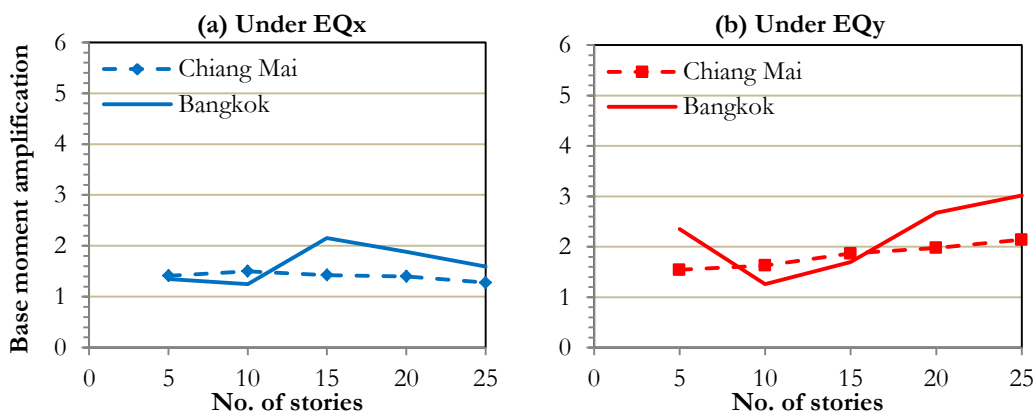 (a) Under EQx
Base moment amplification
6
5
4
3
2
1
0
Chiang Mai
Bangkok
0 5 10 15 20 25
No. of stories
(b) Under EQy
6
5
4
3
2
1
0
Chiang Mai
Bangkok
0 5 10 15 20 25
No. of stories